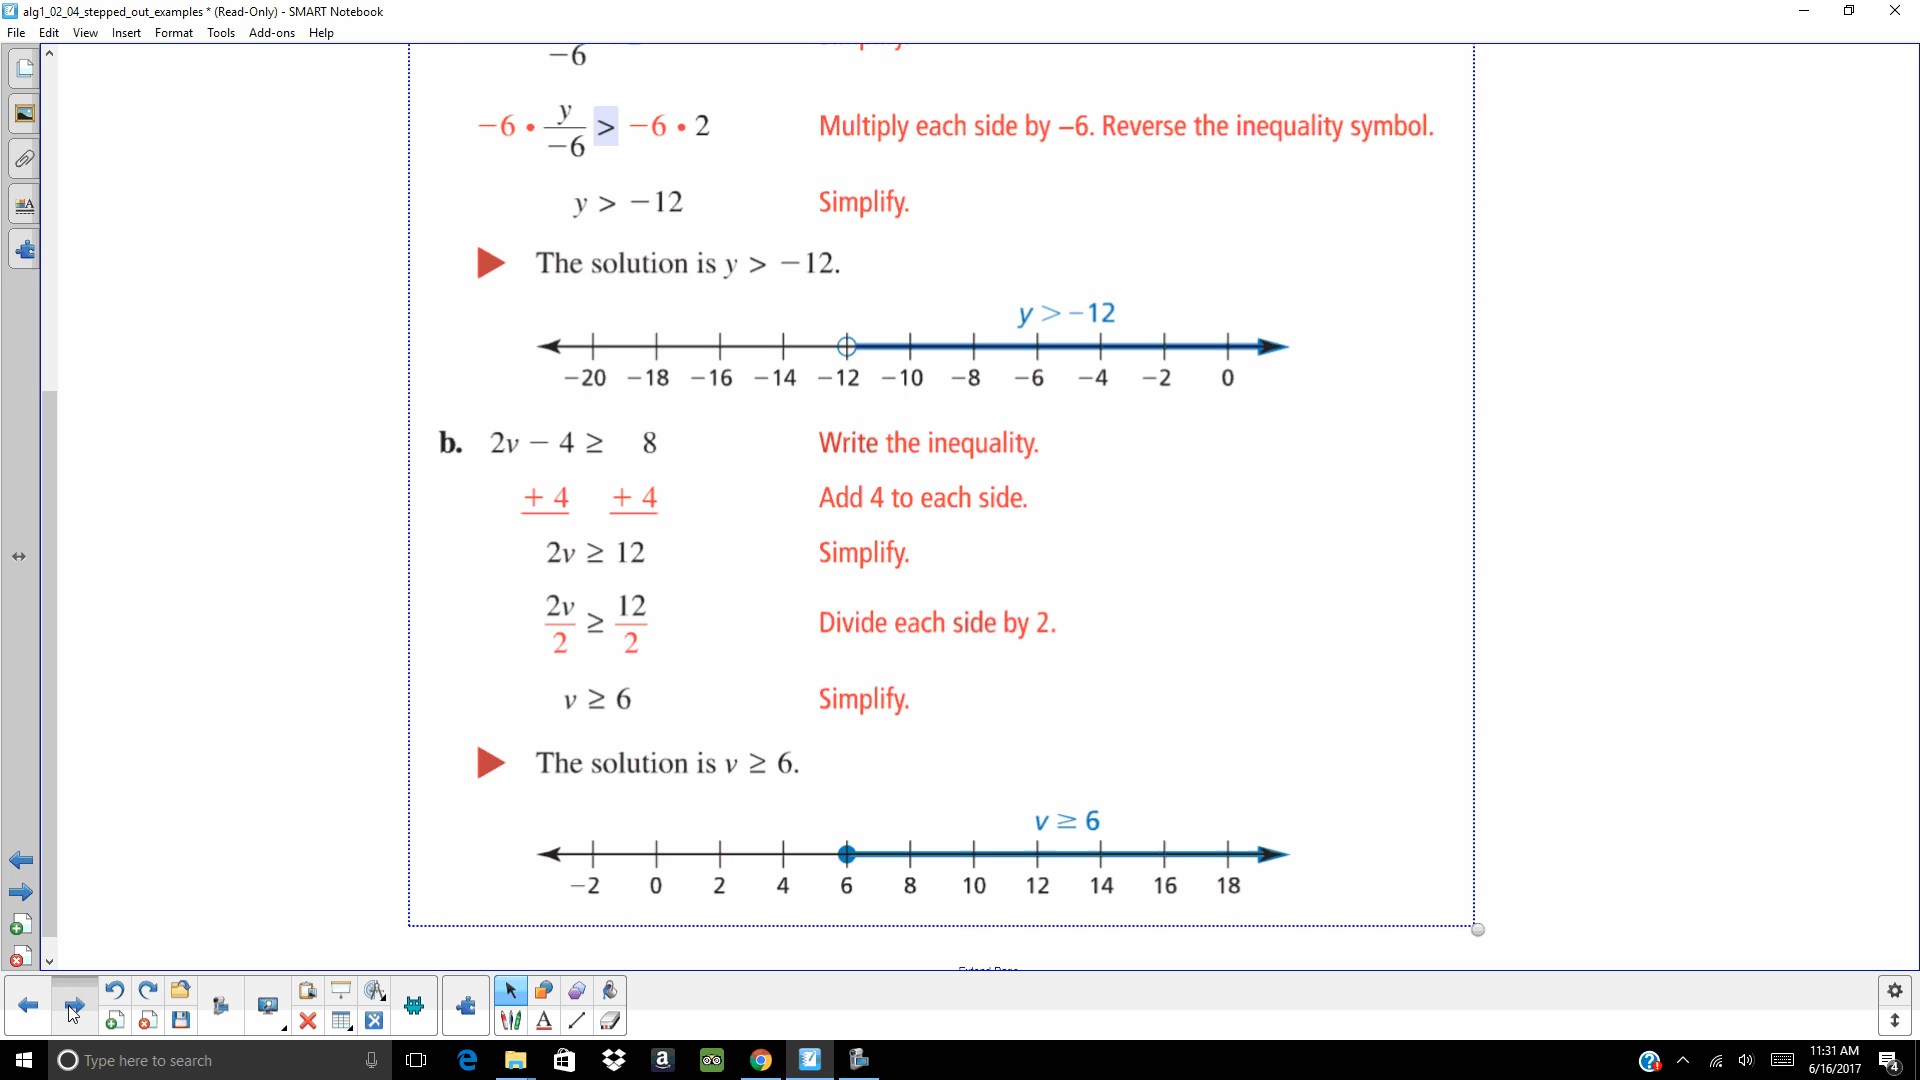 alg1_02_04_stepped_out_examples * (Read-Only) - SMART Notebook
File Edit View Insert Format Tools Add-ons Help
−6
−6 • y/−6 > −6 • 2 Multiply each side by −6. Reverse the inequality symbol.
y > −12 Simplify.
The solution is y > −12.
y > −12
−20 −18 −16 −14 −12 −10 −8 −6 −4 −2 0
b. 2v − 4 ≥ 8 Write the inequality.
+ 4 + 4 Add 4 to each side.
2v ≥ 12 Simplify.
2v/2 ≥ 12/2 Divide each side by 2.
v ≥ 6 Simplify.
The solution is v ≥ 6.
v ≥ 6
−2 0 2 4 6 8 10 12 14 16 18
Type here to search
11:31 AM
6/16/2017
4